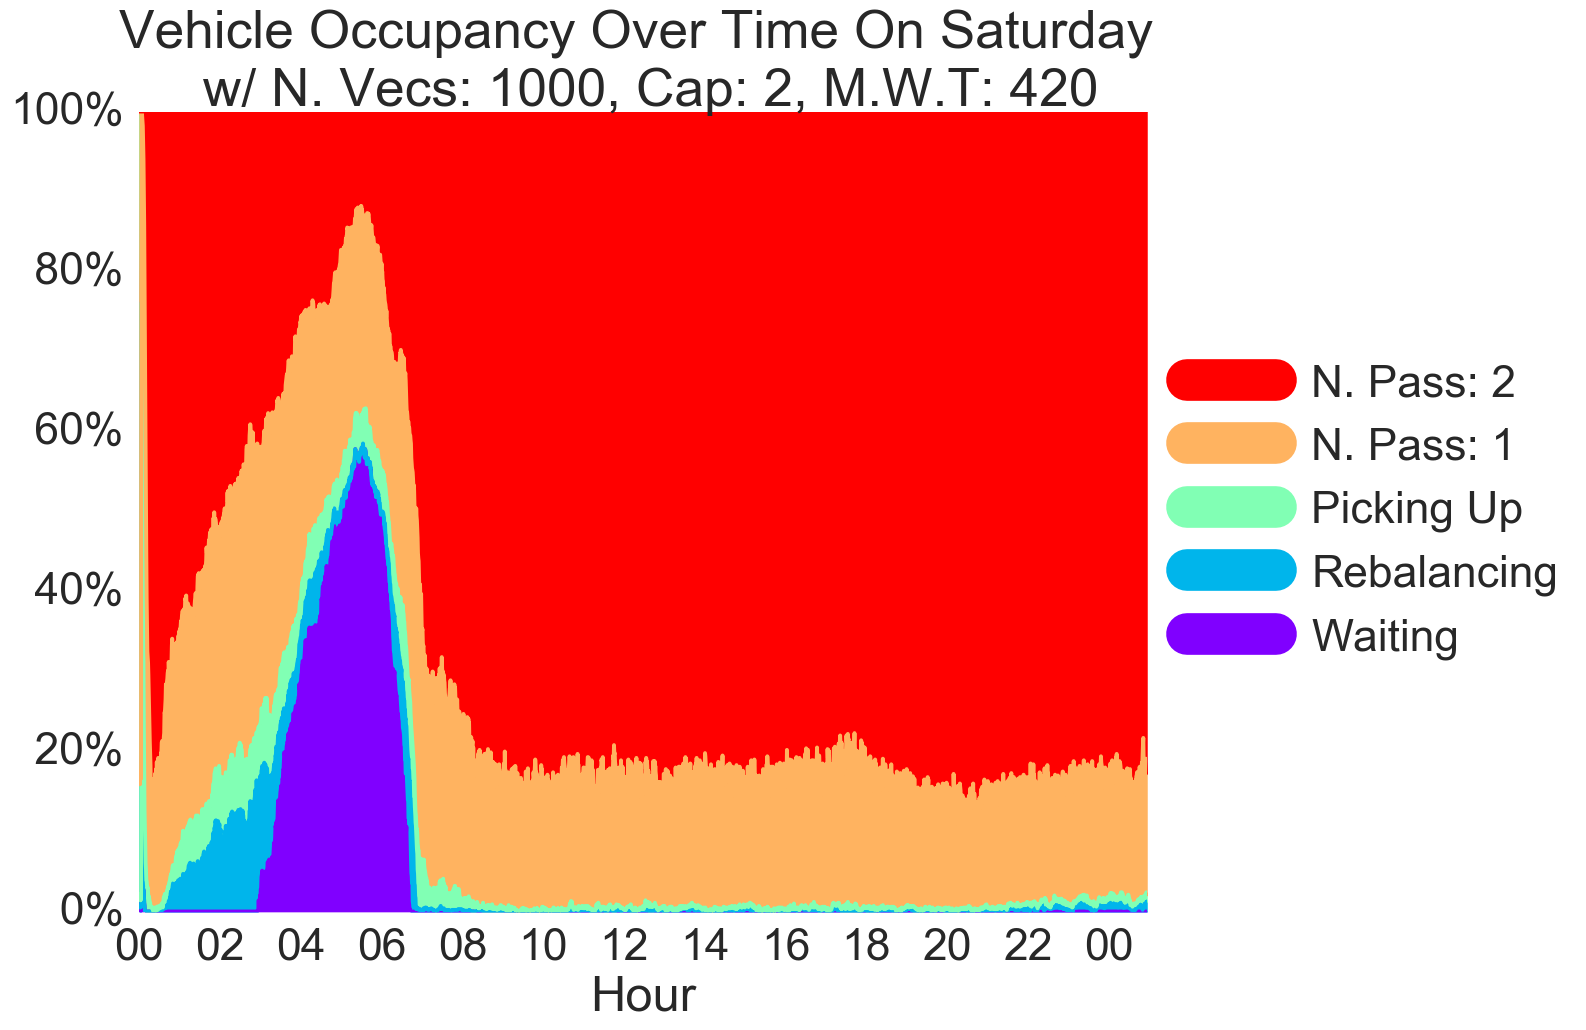 Vehicle Occupancy Over Time On Saturday
w/ N. Vecs: 1000, Cap: 2, M.W.T: 420
100%
80%
60%
40%
20%
0%
00 02 04 06 08 10 12 14 16 18 20 22 00
Hour
N. Pass: 2
N. Pass: 1
Picking Up
Rebalancing
Waiting